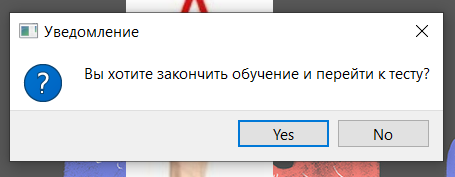 Уведомление
Вы хотите закончить обучение и перейти к тесту?
Yes
No